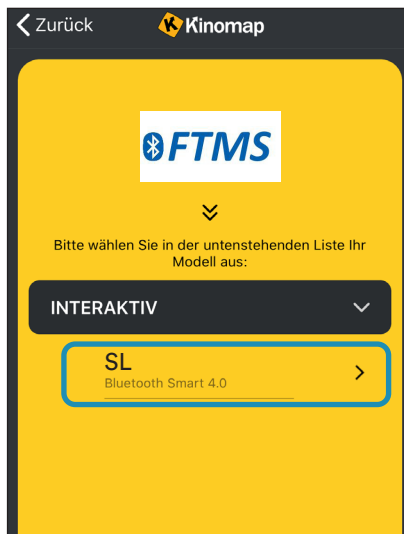 Zurück
Kinomap
FTMS
Bitte wählen Sie in der untenstehenden Liste Ihr
Modell aus:
INTERAKTIV
SL
Bluetooth Smart 4.0